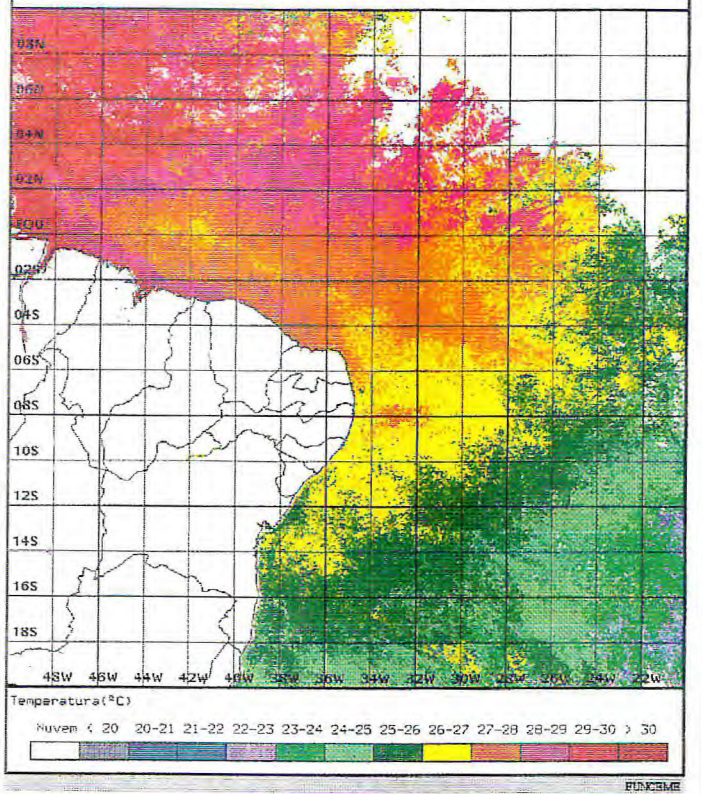 08N
06N
04N
02N
EQU
02S
04S
06S
08S
10S
12S
14S
16S
18S
48W 46W 44W 42W 40W 38W 36W 34W 32W 30W 28W 26W 24W 22W
Temperatura(ºC)
Nuvem < 20 20-21 21-22 22-23 23-24 24-25 25-26 26-27 27-28 28-29 29-30 > 30
FUNCEME